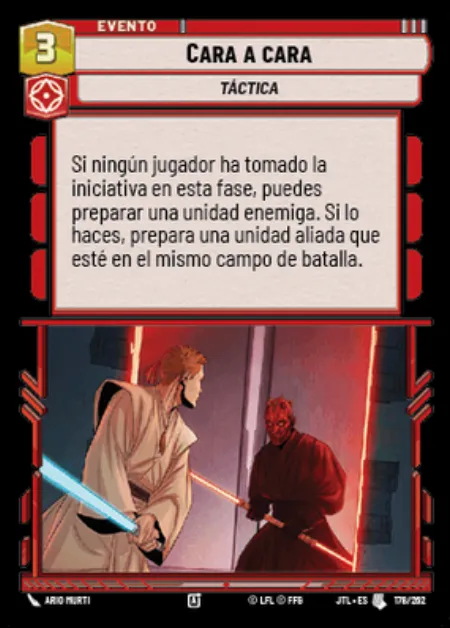 EVENTO
3
CARA A CARA
TÁCTICA
Si ningún jugador ha tomado la
iniciativa en esta fase, puedes
preparar una unidad enemiga. Si lo
haces, prepara una unidad aliada que
esté en el mismo campo de batalla.
ARIO MURTI
A
© LFL © FFG
JTL • ES
178/262